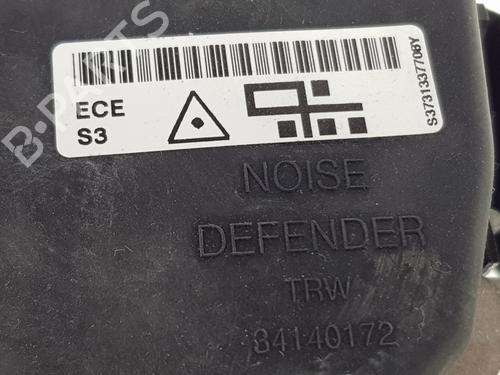 ECE
S3
S3731337708Y
NOISE
DEFENDER
TRW
34140172
B-PARTS